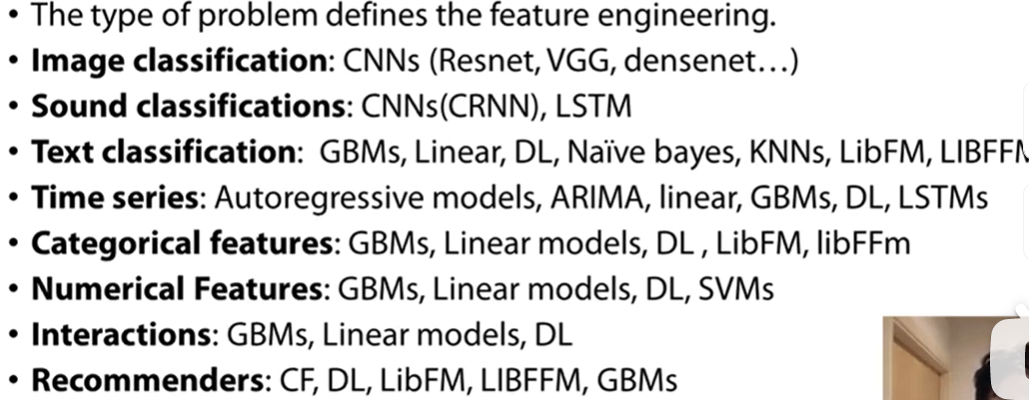 • The type of problem defines the feature engineering.
• Image classification: CNNs (Resnet, VGG, densenet…)
• Sound classifications: CNNs(CRNN), LSTM
• Text classification: GBMs, Linear, DL, Naïve bayes, KNNs, LibFM,
• Time series: Autoregressive models, ARIMA, linear, GBMs, DL, LSTMs
• Categorical features: GBMs, Linear models, DL , LibFM, libFFm
• Numerical Features: GBMs, Linear models, DL, SVMs
• Interactions: GBMs, Linear models, DL
• Recommenders: CF, DL, LibFM, LIBFFM, GBMs